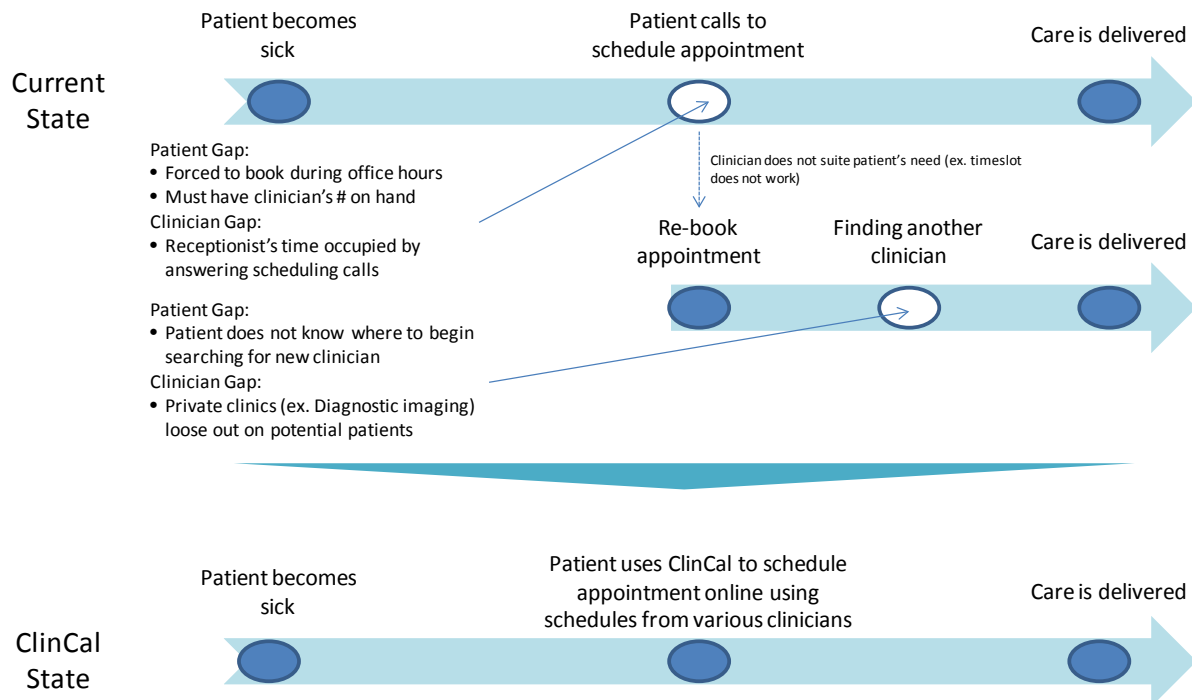 Patient becomes
sick
Patient calls to
schedule appointment
Care is delivered
Current
State
Patient Gap:
• Forced to book during office hours
• Must have clinician's # on hand
Clinician Gap:
• Receptionist's time occupied by
answering scheduling calls
Clinician does not suite patient's need (ex. timeslot
does not work)
Re-book
appointment
Finding another
clinician
Care is delivered
Patient Gap:
• Patient does not know where to begin
searching for new clinician
Clinician Gap:
• Private clinics (ex. Diagnostic imaging)
loose out on potential patients
Patient becomes
sick
Patient uses ClinCal to schedule
appointment online using
schedules from various clinicians
Care is delivered
ClinCal
State